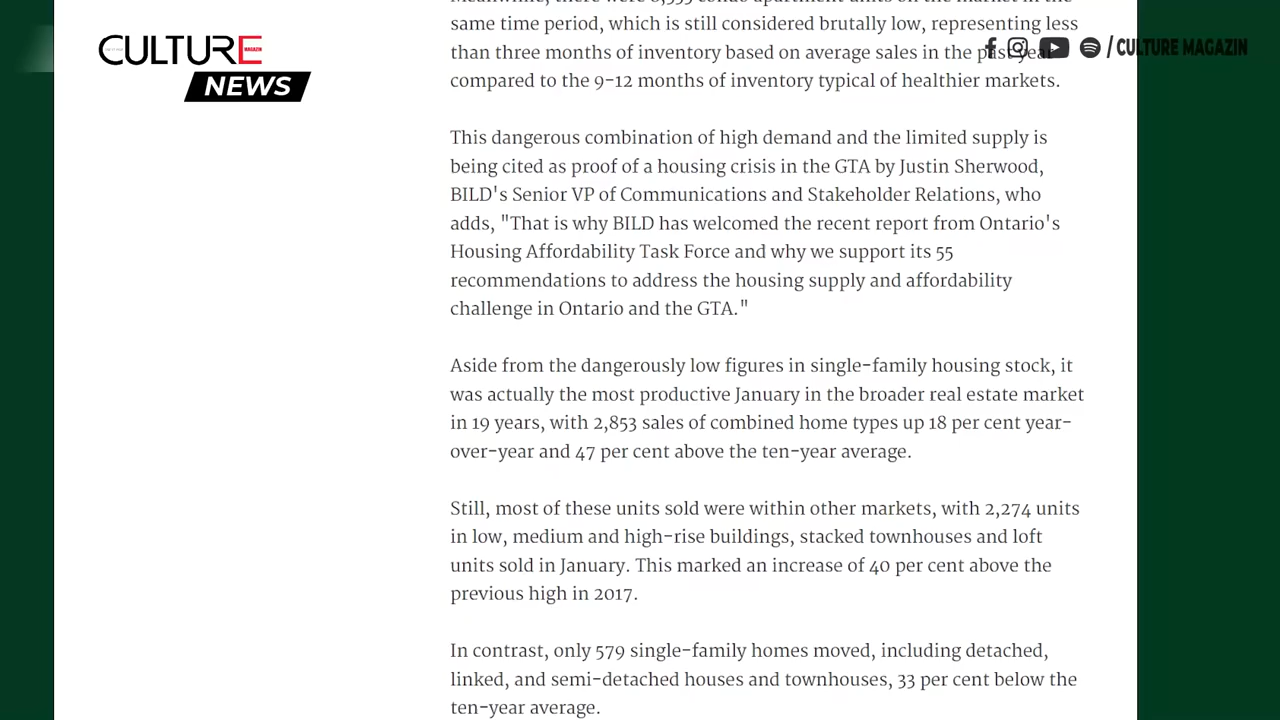 Meanwhile, there were condo apartment units on the market in the
same time period, which is still considered brutally low, representing less
than three months of inventory based on average sales in the past year
compared to the 9-12 months of inventory typical of healthier markets.
CULTURE
MAGAZIN
NEWS
/ CULTURE MAGAZIN
This dangerous combination of high demand and the limited supply is
being cited as proof of a housing crisis in the GTA by Justin Sherwood,
BILD's Senior VP of Communications and Stakeholder Relations, who
adds, "That is why BILD has welcomed the recent report from Ontario's
Housing Affordability Task Force and why we support its 55
recommendations to address the housing supply and affordability
challenge in Ontario and the GTA."
Aside from the dangerously low figures in single-family housing stock, it
was actually the most productive January in the broader real estate market
in 19 years, with 2,853 sales of combined home types up 18 per cent year-
over-year and 47 per cent above the ten-year average.
Still, most of these units sold were within other markets, with 2,274 units
in low, medium and high-rise buildings, stacked townhouses and loft
units sold in January. This marked an increase of 40 per cent above the
previous high in 2017.
In contrast, only 579 single-family homes moved, including detached,
linked, and semi-detached houses and townhouses, 33 per cent below the
ten-year average.